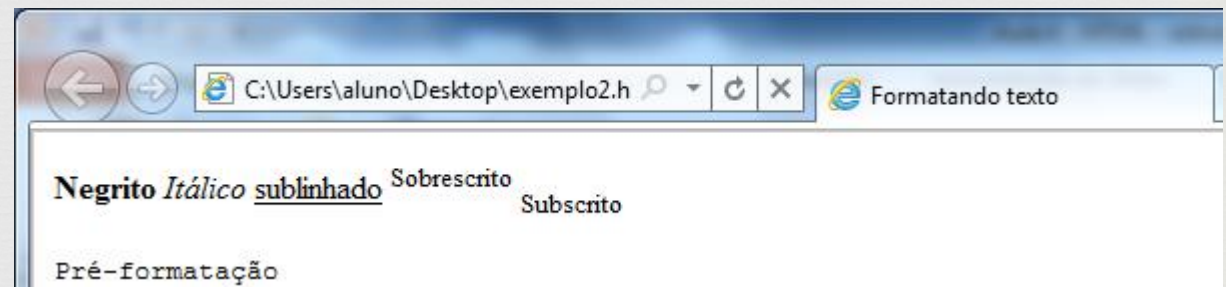 C:\Users\aluno\Desktop\exemplo2.h
Formatando texto
Negrito Itálico sublinhado Sobrescrito Subscrito
Pré-formatação